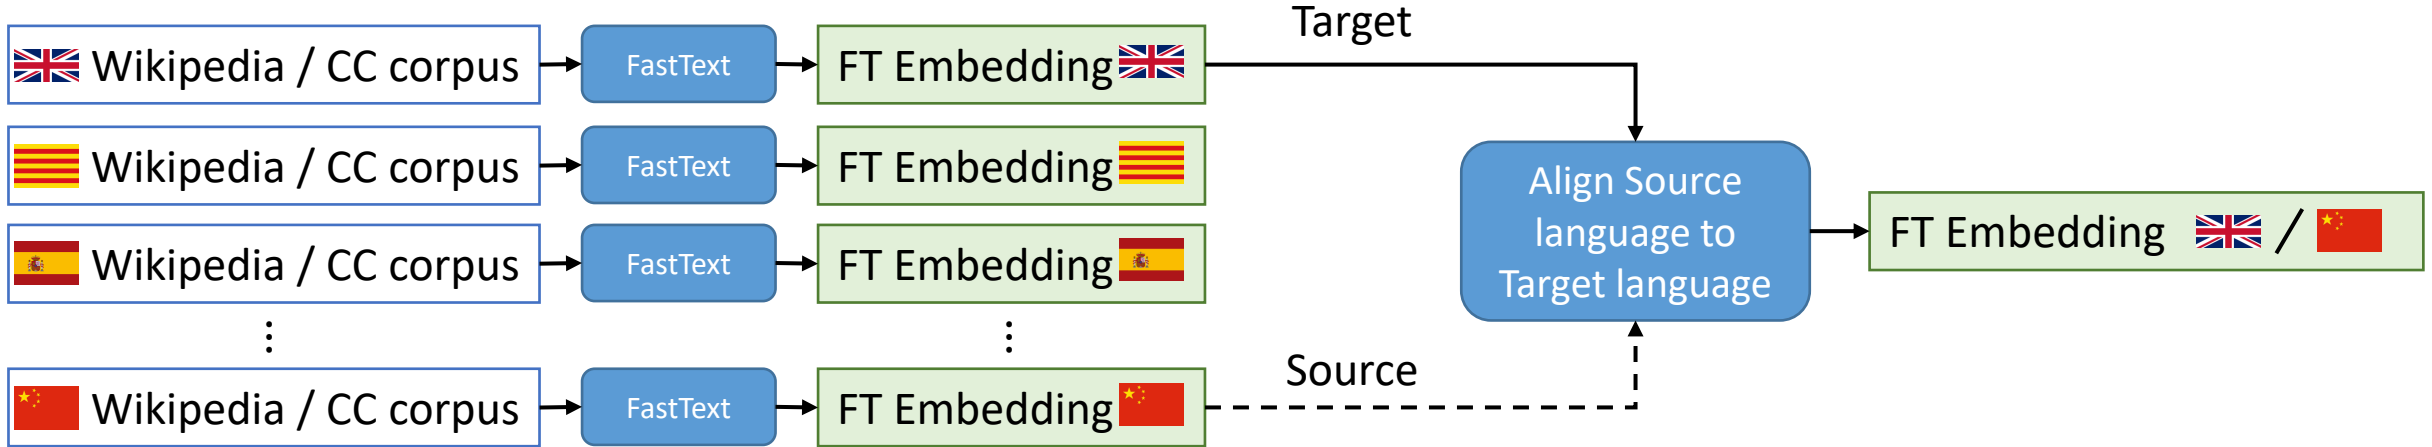 Target
Wikipedia / CC corpus FastText FT Embedding
Wikipedia / CC corpus FastText FT Embedding
Align Source
language to
Target language
FT Embedding /
Wikipedia / CC corpus FastText FT Embedding
⋮ ⋮
Source
Wikipedia / CC corpus FastText FT Embedding